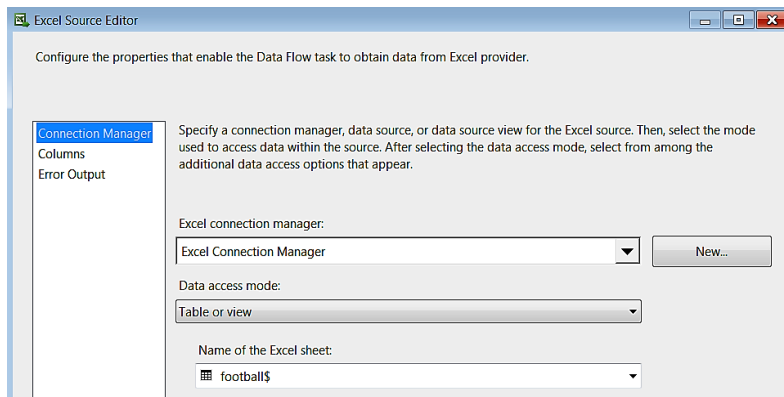 Excel Source Editor
Configure the properties that enable the Data Flow task to obtain data from Excel provider.
Connection Manager
Columns
Error Output
Specify a connection manager, data source, or data source view for the Excel source. Then, select the mode
used to access data within the source. After selecting the data access mode, select from among the
additional data access options that appear.
Excel connection manager:
Excel Connection Manager
New...
Data access mode:
Table or view
Name of the Excel sheet:
football$